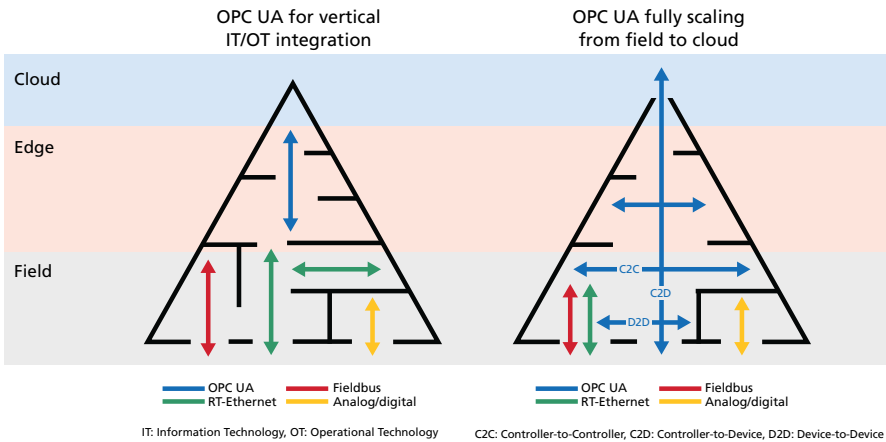 OPC UA for vertical
IT/OT integration
OPC UA fully scaling
from field to cloud
Cloud
Edge
Field
C2C
C2D
D2D
OPC UA
Fieldbus
RT-Ethernet
Analog/digital
OPC UA
Fieldbus
RT-Ethernet
Analog/digital
IT: Information Technology, OT: Operational Technology
C2C: Controller-to-Controller, C2D: Controller-to-Device, D2D: Device-to-Device